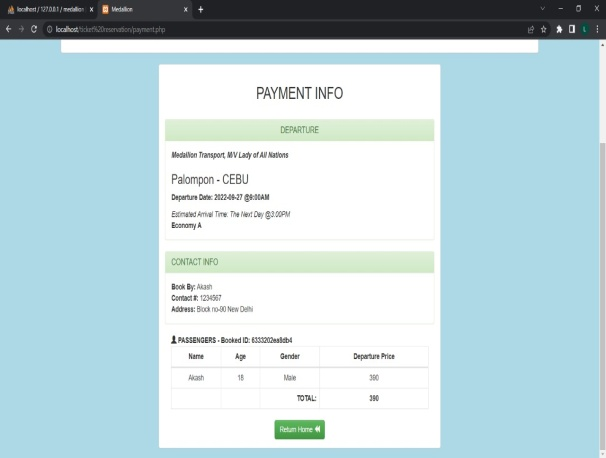 localhost / 127.0.0.1 / medallion
Medallion
localhost/ticket%20reservation/payment.php
PAYMENT INFO
DEPARTURE
Medallion Transport, M/V Lady of All Nations
Palompon - CEBU
Departure Date: 2022-09-27 @9:00AM
Estimated Arrival Time: The Next Day @3:00PM
Economy A
CONTACT INFO
Book By: Akash
Contact #: 1234567
Address: Block no-90 New Delhi
PASSENGERS - Booked ID: 6333202ea8db4
Name Age Gender Departure Price
Akash 18 Male 390
TOTAL: 390
Return Home